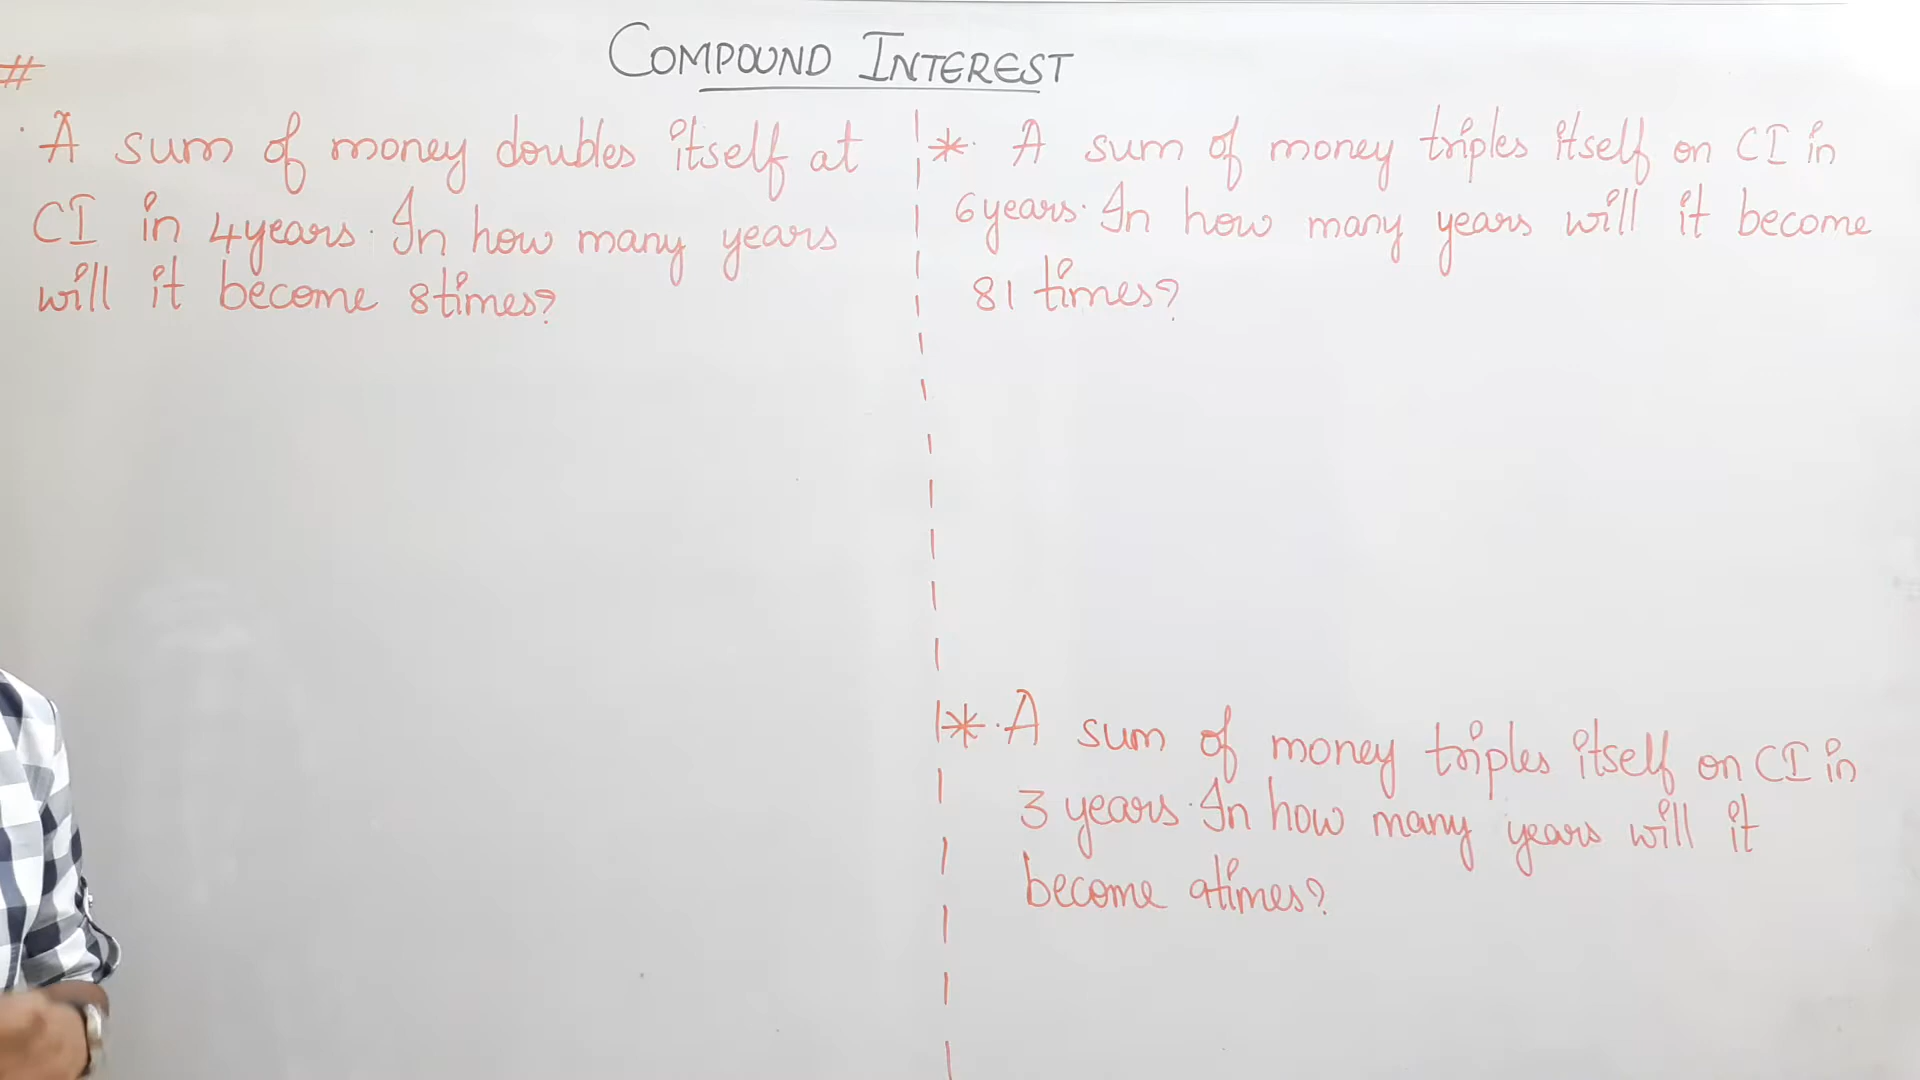 COMPOUND INTEREST
#
A sum of money doubles itself at
CI in 4years. In how many years
will it become 8times?
* A sum of money triples itself on CI in
6years. In how many years will it become
81 times?
* A sum of money triples itself on CI in
3 years. In how many years will it
become 9times?